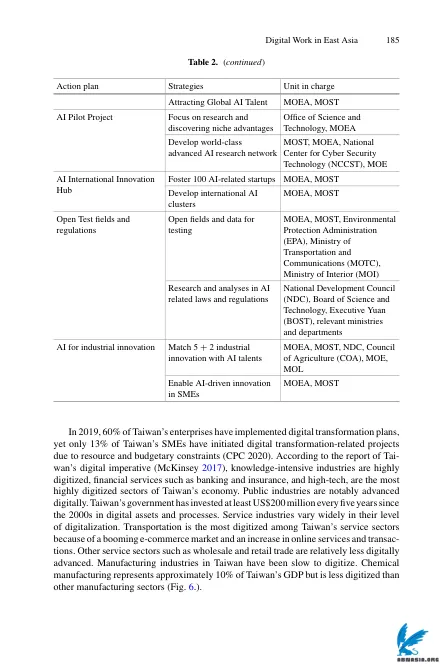 Digital Work in East Asia 185
Table 2. (continued)
Action plan Strategies Unit in charge
Attracting Global AI Talent MOEA, MOST
AI Pilot Project Focus on research and Office of Science and
discovering niche advantages Technology, MOEA
Develop world-class MOST, MOEA, National
advanced AI research network Center for Cyber Security
Technology (NCCST), MOE
AI International Innovation Foster 100 AI-related startups MOEA, MOST
Hub Develop international AI MOEA, MOST
clusters
Open Test fields and Open fields and data for MOEA, MOST, Environmental
regulations testing Protection Administration
(EPA), Ministry of
Transportation and
Communications (MOTC),
Ministry of Interior (MOI)
Research and analyses in AI National Development Council
related laws and regulations (NDC), Board of Science and
Technology, Executive Yuan
(BOST), relevant ministries
and departments
AI for industrial innovation Match 5 + 2 industrial MOEA, MOST, NDC, Council
innovation with AI talents of Agriculture (COA), MOE,
MOL
Enable AI-driven innovation MOEA, MOST
in SMEs
In 2019, 60% of Taiwan's enterprises have implemented digital transformation plans,
yet only 13% of Taiwan's SMEs have initiated digital transformation-related projects
due to resource and budgetary constraints (CPC 2020). According to the report of Tai-
wan's digital imperative (McKinsey 2017), knowledge-intensive industries are highly
digitized, financial services such as banking and insurance, and high-tech, are the most
highly digitized sectors of Taiwan's economy. Public industries are notably advanced
digitally. Taiwan's government has invested at least US$200 million every five years since
the 2000s in digital assets and processes. Service industries vary widely in their level
of digitalization. Transportation is the most digitized among Taiwan's service sectors
because of a booming e-commerce market and an increase in online services and transac-
tions. Other service sectors such as wholesale and retail trade are relatively less digitally
advanced. Manufacturing industries in Taiwan have been slow to digitize. Chemical
manufacturing represents approximately 10% of Taiwan's GDP but is less digitized than
other manufacturing sectors (Fig. 6.).